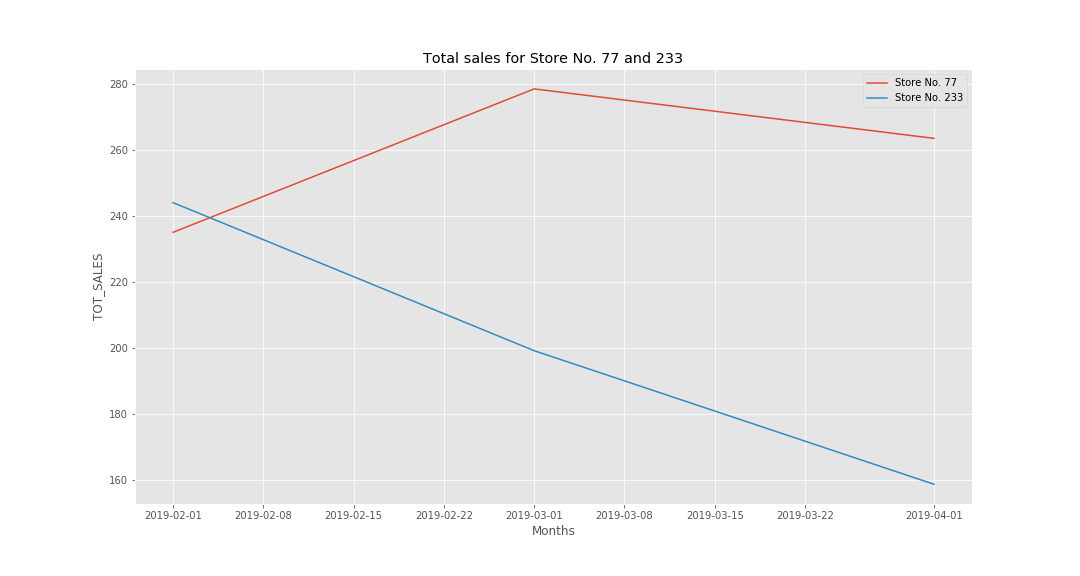 Total sales for Store No. 77 and 233
Store No. 77
Store No. 233
280
260
240
220
200
180
160
TOT_SALES
2019-02-01 2019-02-08 2019-02-15 2019-02-22 2019-03-01 2019-03-08 2019-03-15 2019-03-22 2019-04-01
Months